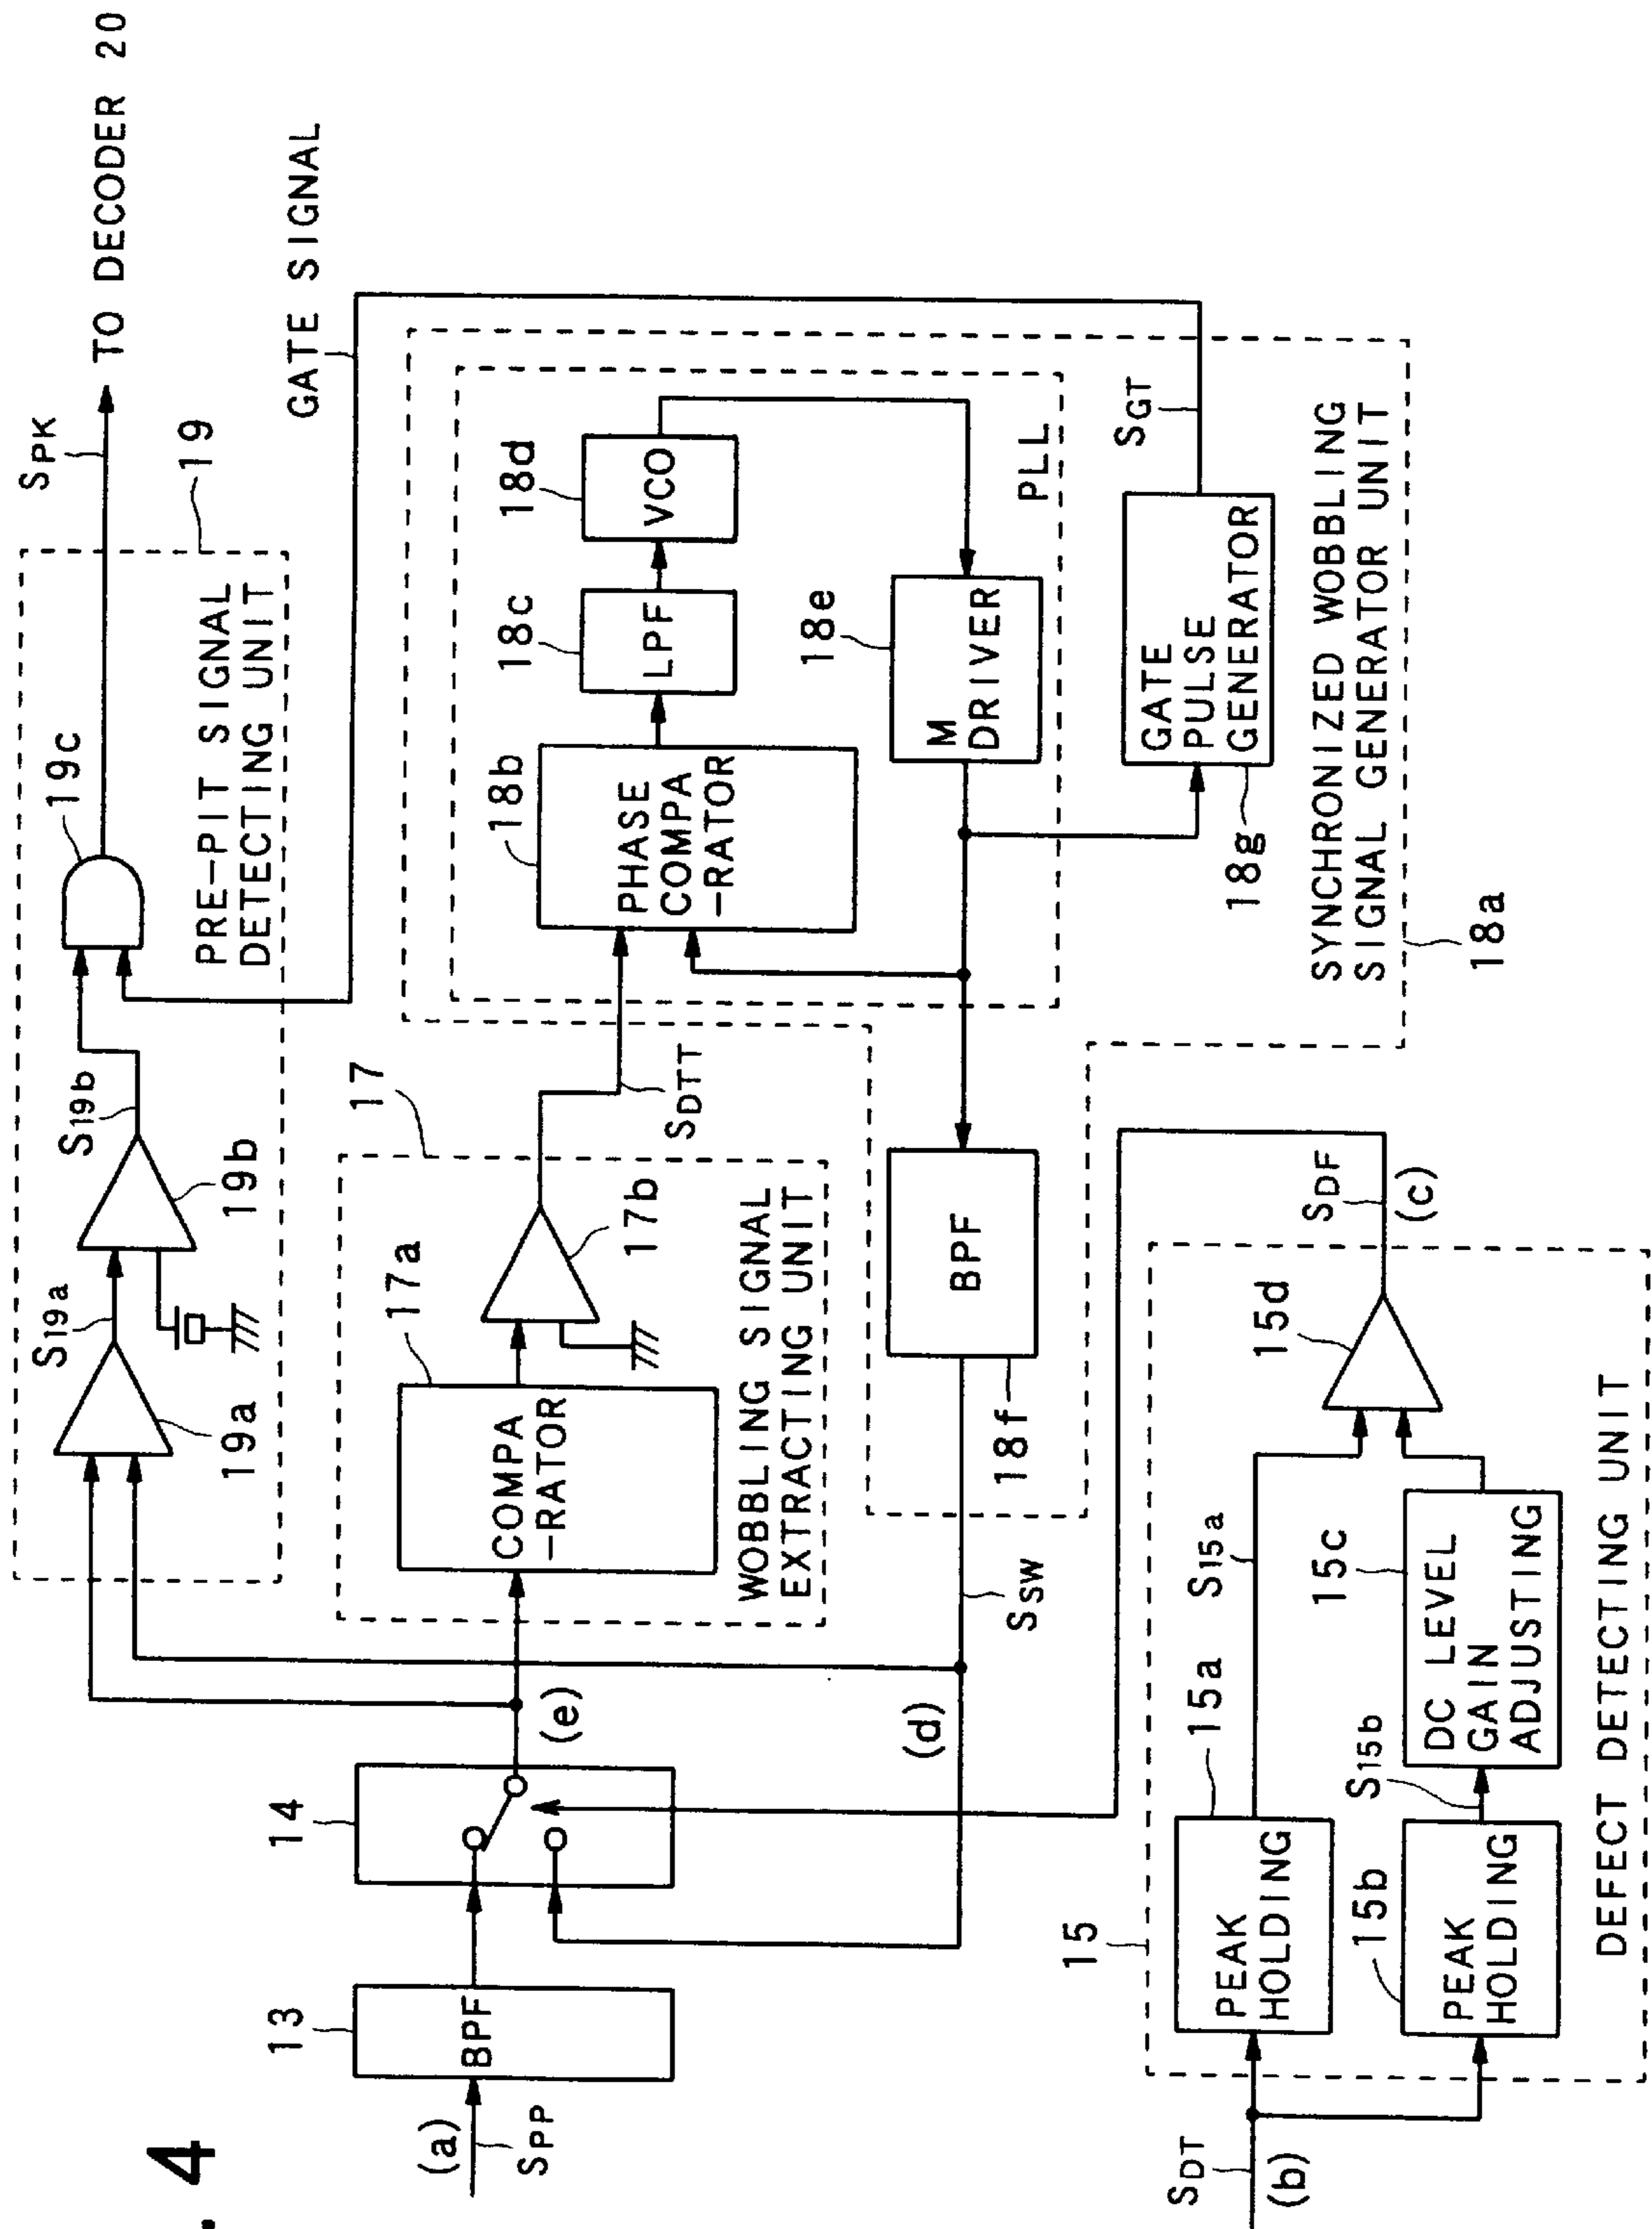 . 4
(a)
SPP
13
BPF
14
(e)
(d)
SSW
19a
S19a
19b
S19b
19c
PRE-PIT SIGNAL
DETECTING UNIT
19
SPK
TO DECODER 20
GATE SIGNAL
17
17a
COMPA
-RATOR
17b
WOBBLING SIGNAL
EXTRACTING UNIT
SDTT
18b
PHASE
COMPA
-RATOR
18c
LPF
18d
VCO
18e
M
DRIVER
PLL
BPF
18f
GATE
PULSE
GENERATOR
18g
SGT
SYNCHRONIZED WOBBLING
SIGNAL GENERATOR UNIT
18a
SDT
(b)
15
PEAK
HOLDING
15a
S15a
PEAK
HOLDING
15b
S15b
DC LEVEL
GAIN
ADJUSTING
15c
15d
SDF
(c)
DEFECT DETECTING UNIT